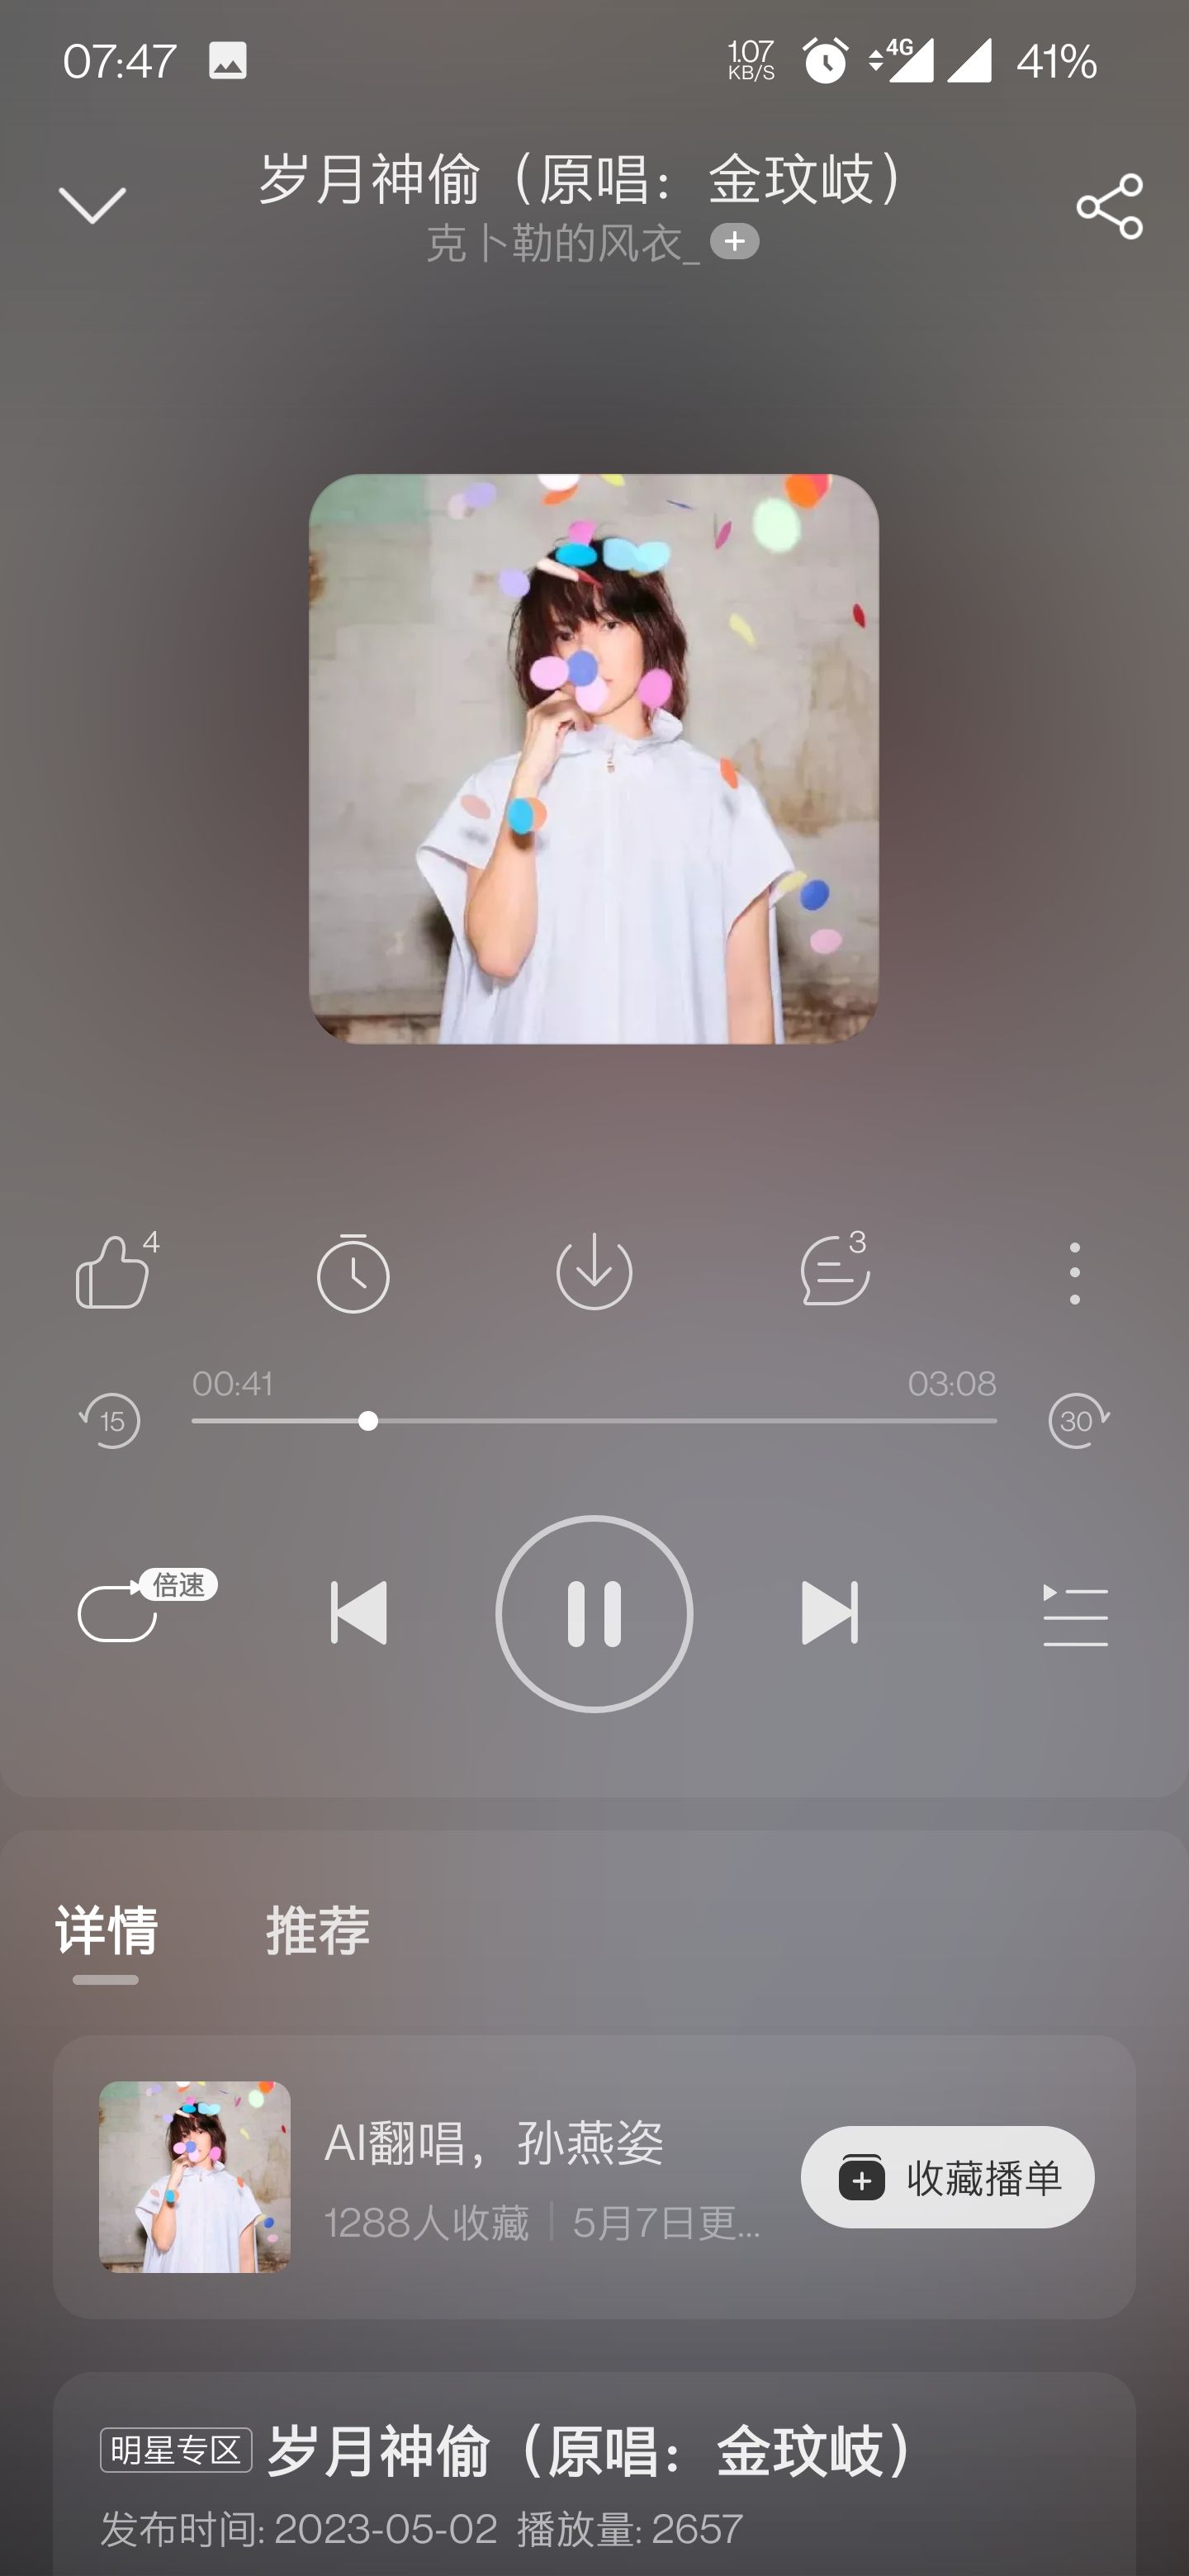 07:47
1.07 KB/S 4G 41%
岁月神偷（原唱：金玟岐）
克卜勒的风衣_
4
3
00:41 03:08
15 30
倍速
详情 推荐
AI翻唱，孙燕姿
1288人收藏 5月7日更...
收藏播单
明星专区 岁月神偷（原唱：金玟岐）
发布时间: 2023-05-02 播放量: 2657